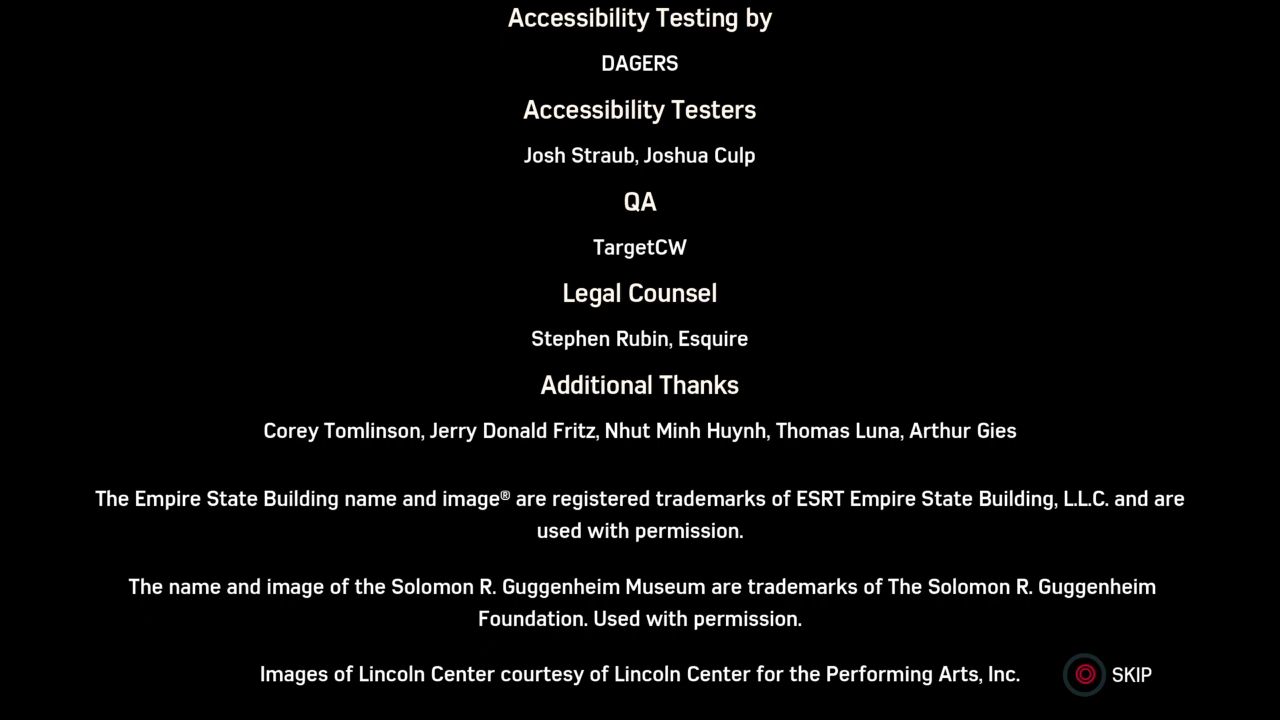 Accessibility Testing by
DAGERS
Accessibility Testers
Josh Straub, Joshua Culp
QA
TargetCW
Legal Counsel
Stephen Rubin, Esquire
Additional Thanks
Corey Tomlinson, Jerry Donald Fritz, Nhut Minh Huynh, Thomas Luna, Arthur Gies
The Empire State Building name and image® are registered trademarks of ESRT Empire State Building, L.L.C. and are
used with permission.
The name and image of the Solomon R. Guggenheim Museum are trademarks of The Solomon R. Guggenheim
Foundation. Used with permission.
Images of Lincoln Center courtesy of Lincoln Center for the Performing Arts, Inc.
SKIP